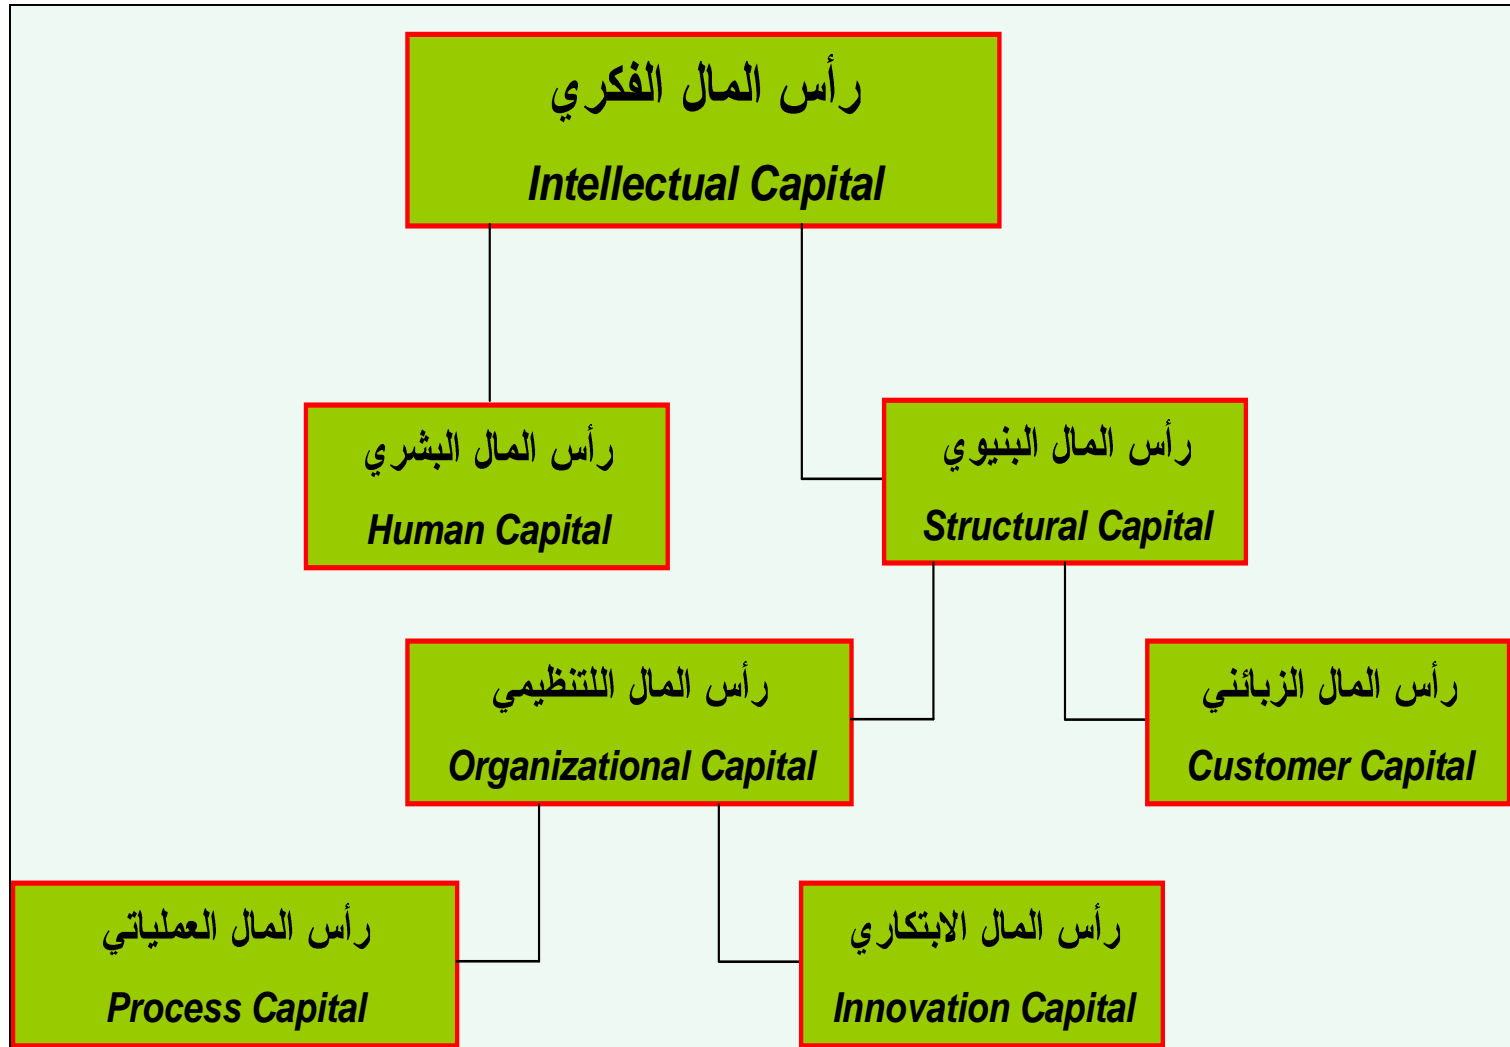 رأس المال الفكري
Intellectual Capital
رأس المال البشري
Human Capital
رأس المال البنيوي
Structural Capital
رأس المال اللتنظيمي
Organizational Capital
رأس المال الزبائني
Customer Capital
رأس المال العملياتي
Process Capital
رأس المال الابتكاري
Innovation Capital